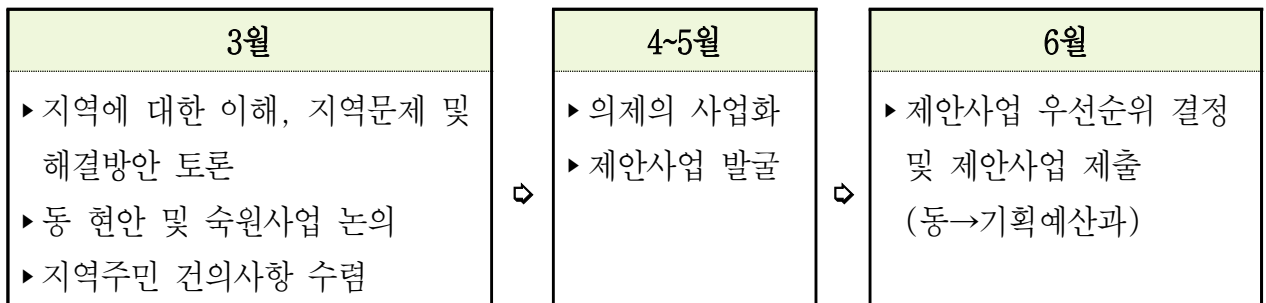 3월
▸지역에 대한 이해, 지역문제 및
해결방안 토론
▸동 현안 및 숙원사업 논의
▸지역주민 건의사항 수렴
➩
4~5월
▸의제의 사업화
▸제안사업 발굴
➩
6월
▸제안사업 우선순위 결정
및 제안사업 제출
(동→기획예산과)